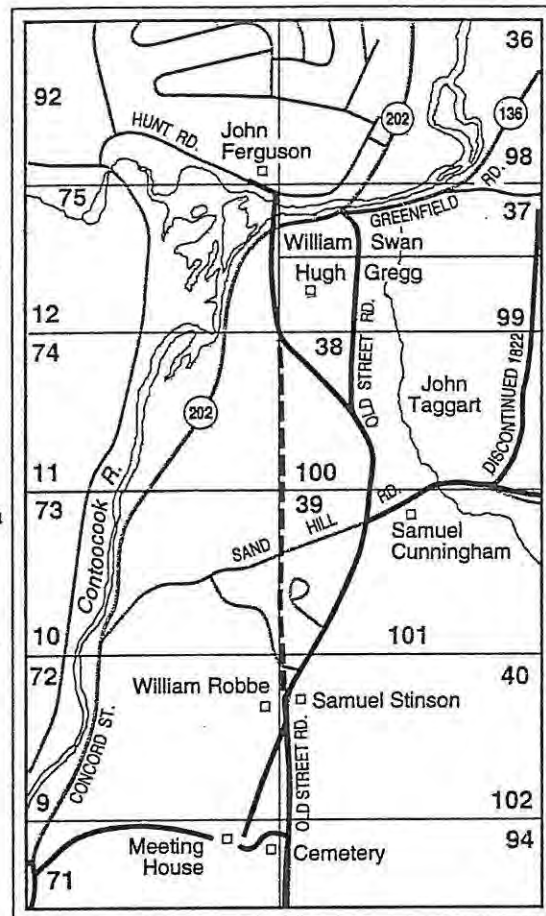 36
92
HUNT RD.
202
136
John
Ferguson
98
75
GREENFIELD RD.
37
William Swan
Hugh Gregg
12
99
74
38
OLD STREET RD.
DISCONTINUED 1822
John
Taggart
202
11
100
73
39
Contoocook R.
SAND HILL RD.
Samuel
Cunningham
10
101
72
40
William Robbe
Samuel Stinson
CONCORD ST.
OLD STREET RD.
9
102
Meeting
House
Cemetery
94
71